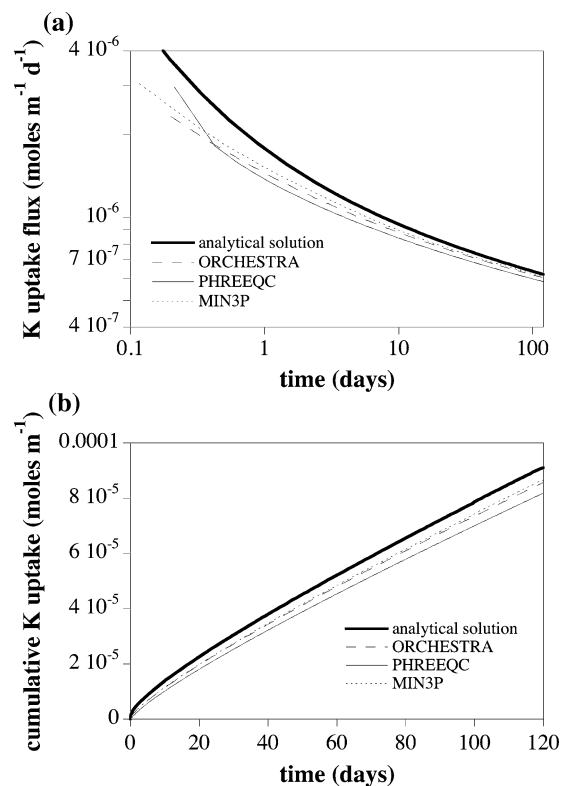 (a)
K uptake flux (moles m⁻¹ d⁻¹)
4 10⁻⁶
10⁻⁶
7 10⁻⁷
4 10⁻⁷
analytical solution
ORCHESTRA
PHREEQC
MIN3P
0.1
1
10
100
time (days)
(b)
cumulative K uptake (moles m⁻¹)
0.0001
8 10⁻⁵
6 10⁻⁵
4 10⁻⁵
2 10⁻⁵
0
analytical solution
ORCHESTRA
PHREEQC
MIN3P
0
20
40
60
80
100
120
time (days)